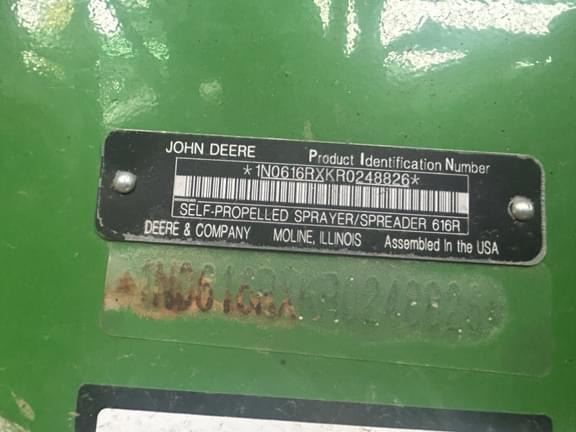 JOHN DEERE Product Identification Number
*1N0616RXKR0248826*
SELF-PROPELLED SPRAYER/SPREADER 616R
DEERE & COMPANY MOLINE, ILLINOIS Assembled In the USA